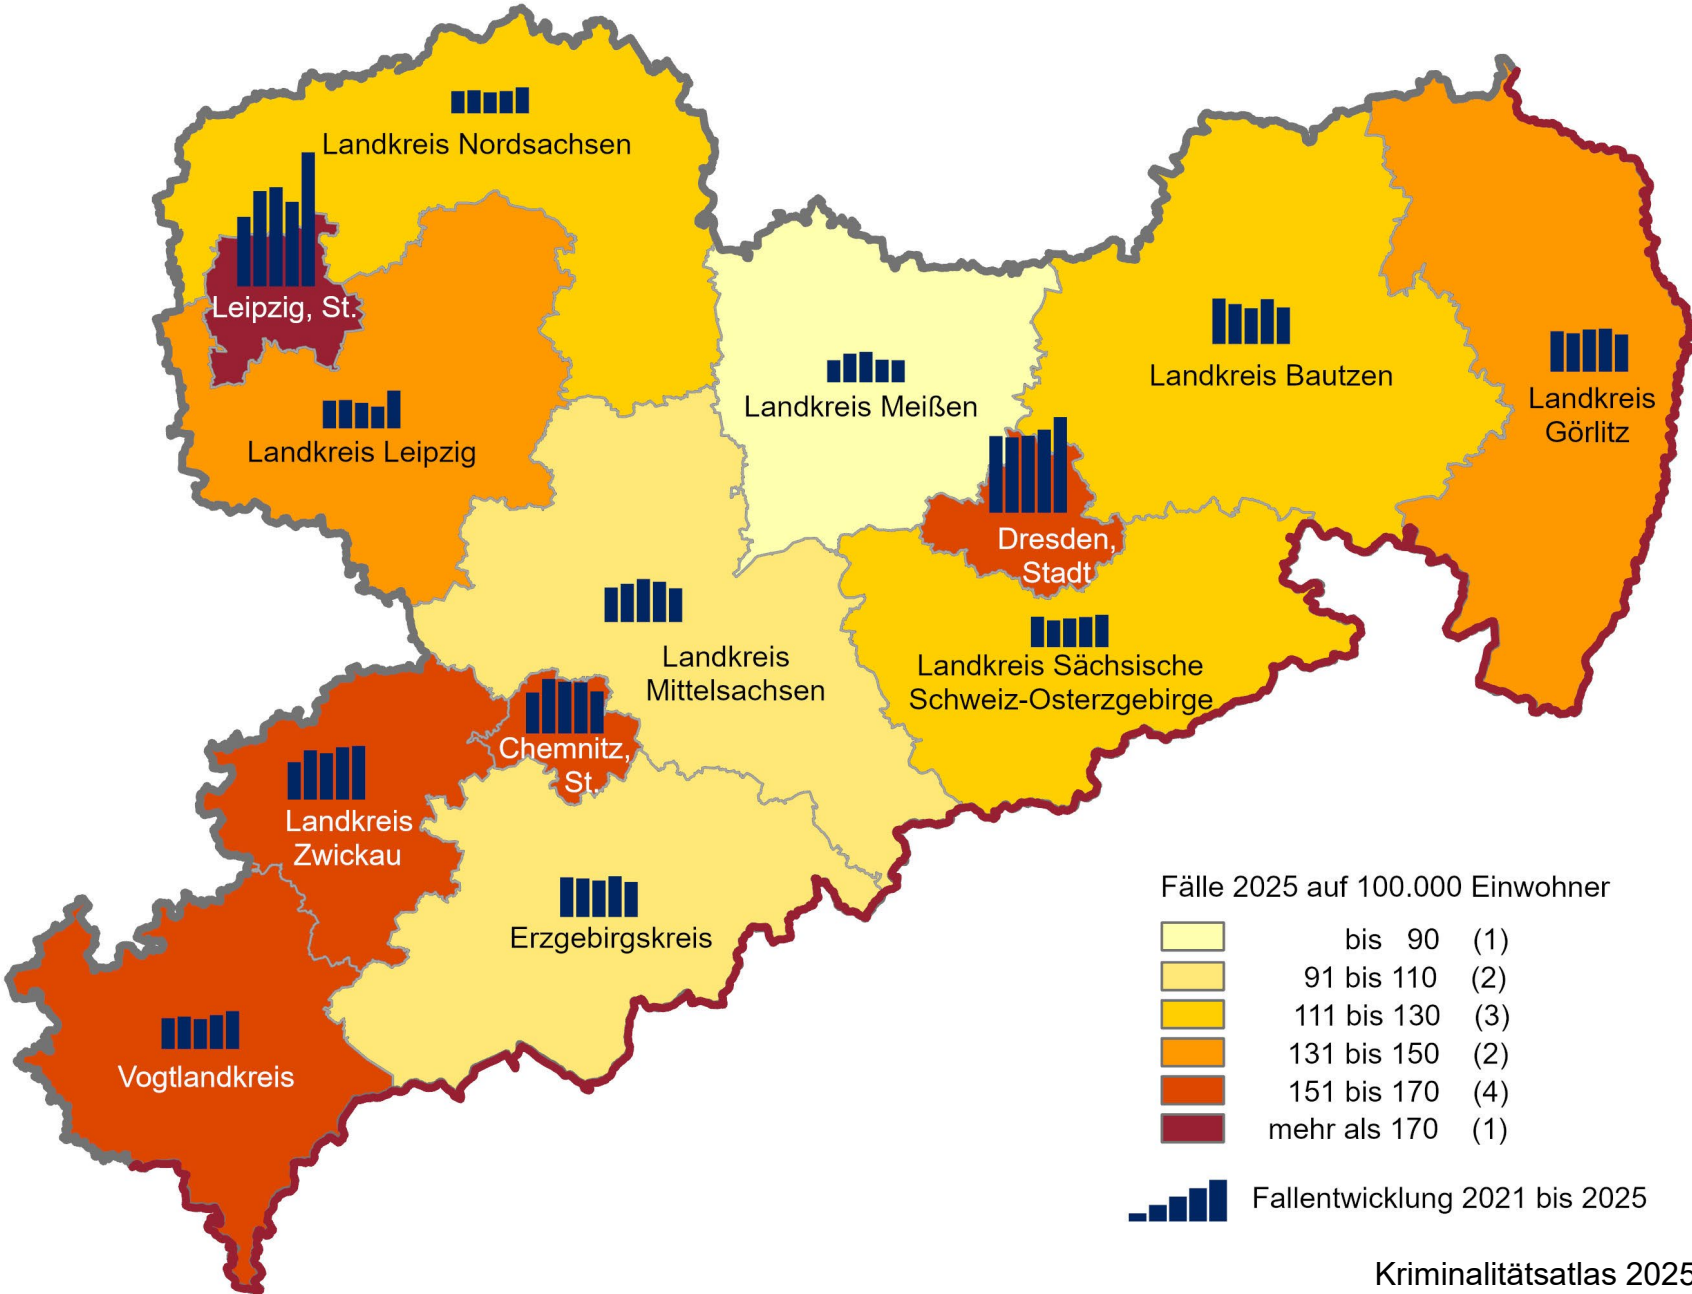 Landkreis Nordsachsen
Leipzig, St.
Landkreis Leipzig
Landkreis Meißen
Landkreis Bautzen
Landkreis
Görlitz
Dresden,
Stadt
Landkreis
Mittelsachsen
Landkreis Sächsische
Schweiz-Osterzgebirge
Chemnitz,
St.
Landkreis
Zwickau
Erzgebirgskreis
Vogtlandkreis
Fälle 2025 auf 100.000 Einwohner
bis 90 (1)
91 bis 110 (2)
111 bis 130 (3)
131 bis 150 (2)
151 bis 170 (4)
mehr als 170 (1)
Fallentwicklung 2021 bis 2025
Kriminalitätsatlas 2025